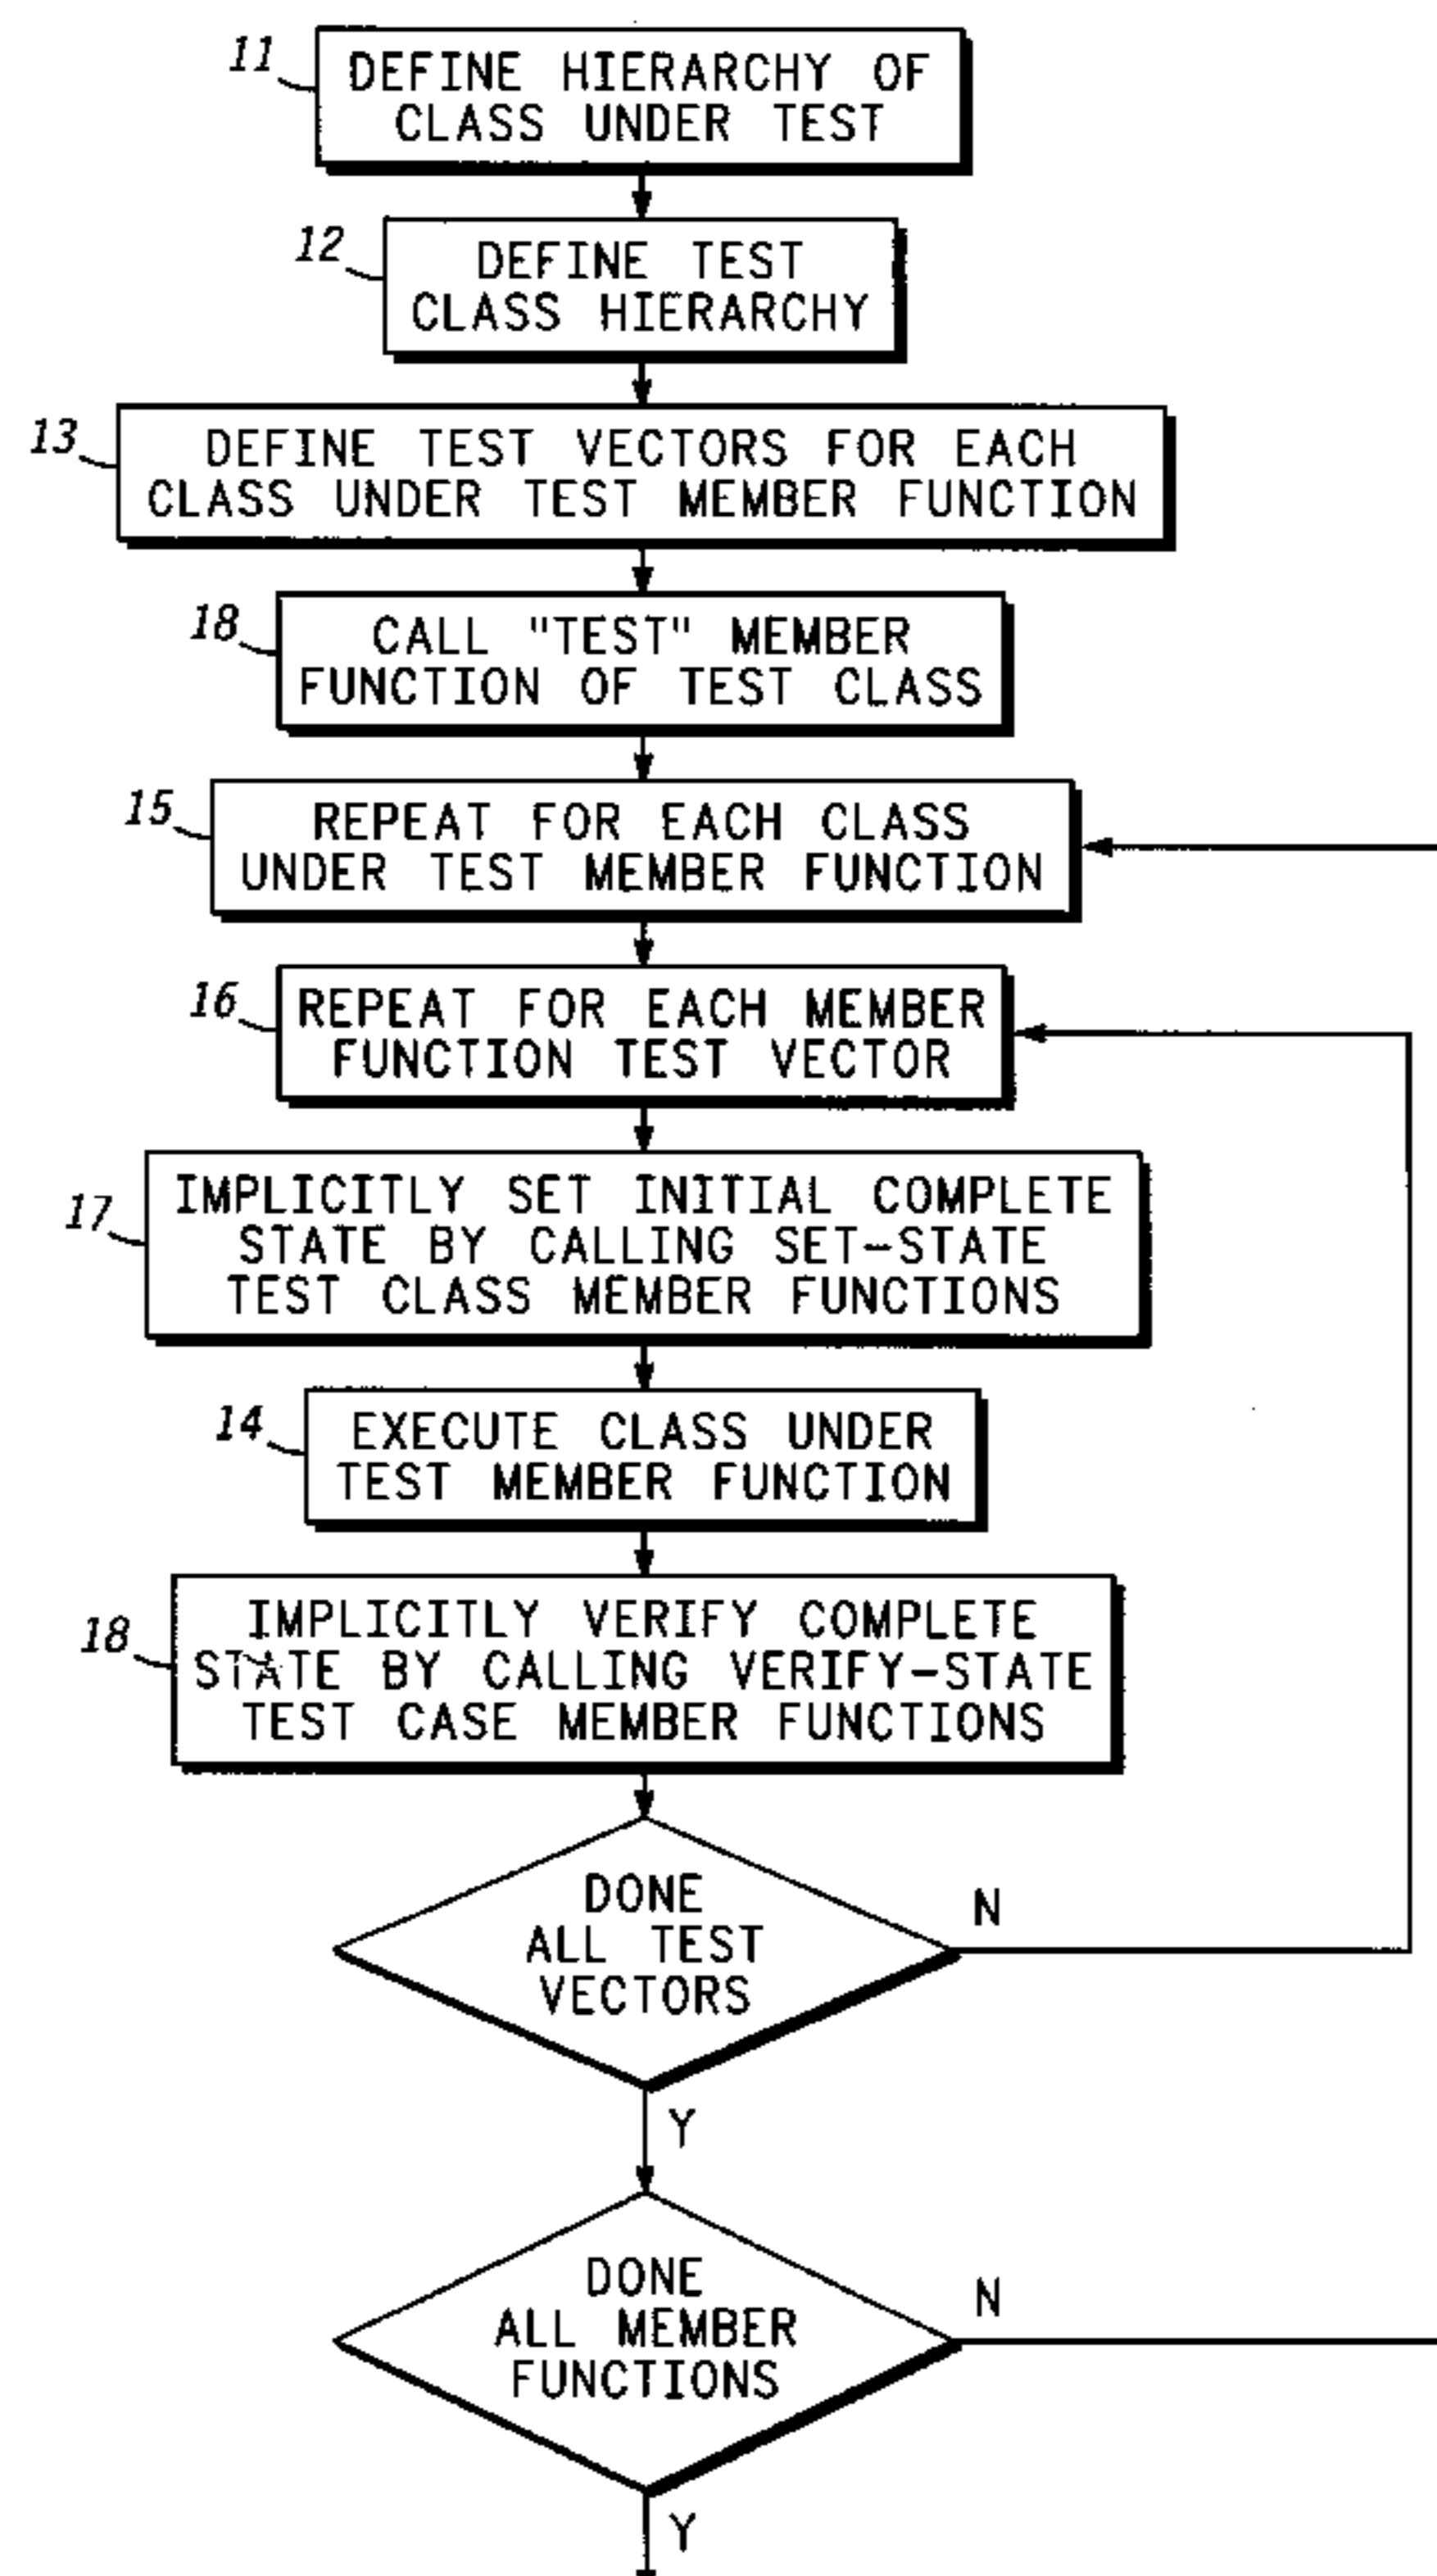 11
DEFINE HIERARCHY OF
CLASS UNDER TEST
12
DEFINE TEST
CLASS HIERARCHY
13
DEFINE TEST VECTORS FOR EACH
CLASS UNDER TEST MEMBER FUNCTION
18
CALL "TEST" MEMBER
FUNCTION OF TEST CLASS
15
REPEAT FOR EACH CLASS
UNDER TEST MEMBER FUNCTION
16
REPEAT FOR EACH MEMBER
FUNCTION TEST VECTOR
17
IMPLICITLY SET INITIAL COMPLETE
STATE BY CALLING SET-STATE
TEST CLASS MEMBER FUNCTIONS
14
EXECUTE CLASS UNDER
TEST MEMBER FUNCTION
18
IMPLICITLY VERIFY COMPLETE
STATE BY CALLING VERIFY-STATE
TEST CASE MEMBER FUNCTIONS
DONE
ALL TEST
VECTORS
N
Y
DONE
ALL MEMBER
FUNCTIONS
N
Y